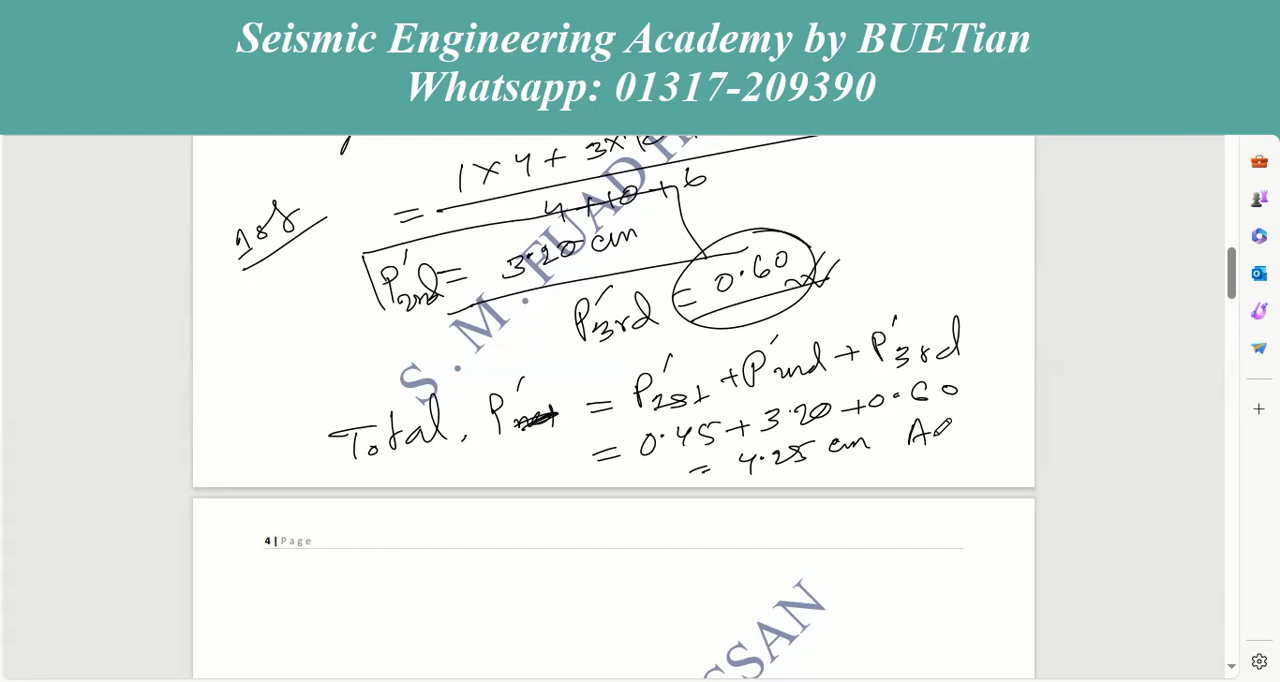 Seismic Engineering Academy by BUETian
Whatsapp: 01317-209390
1 × 4 + 3 ×
= 4 + 10 + 6
P'2nd = 3.20 cm
P'3rd = 0.60
Total, P' = P'1st + P'2nd + P'3rd
= 0.45 + 3.20 + 0.60
= 4.25 cm
S. M. FUAD H
4 | Page
SSAN